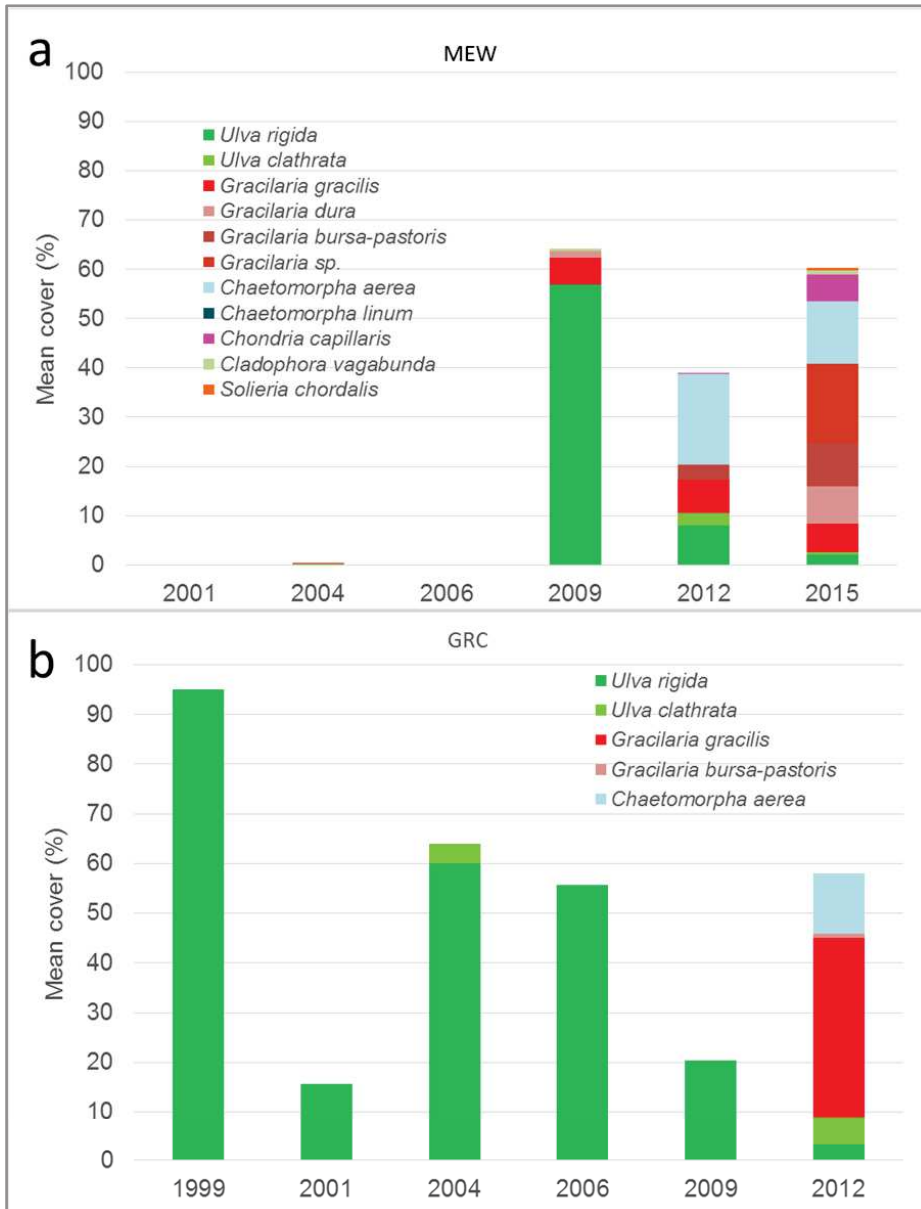 a
MEW
100
90
80
70
60
50
40
30
20
10
0
Mean cover (%)
Ulva rigida
Ulva clathrata
Gracilaria gracilis
Gracilaria dura
Gracilaria bursa-pastoris
Gracilaria sp.
Chaetomorpha aerea
Chaetomorpha linum
Chondria capillaris
Cladophora vagabunda
Solieria chordalis
2001 2004 2006 2009 2012 2015
b
GRC
100
90
80
70
60
50
40
30
20
10
0
Mean cover (%)
Ulva rigida
Ulva clathrata
Gracilaria gracilis
Gracilaria bursa-pastoris
Chaetomorpha aerea
1999 2001 2004 2006 2009 2012